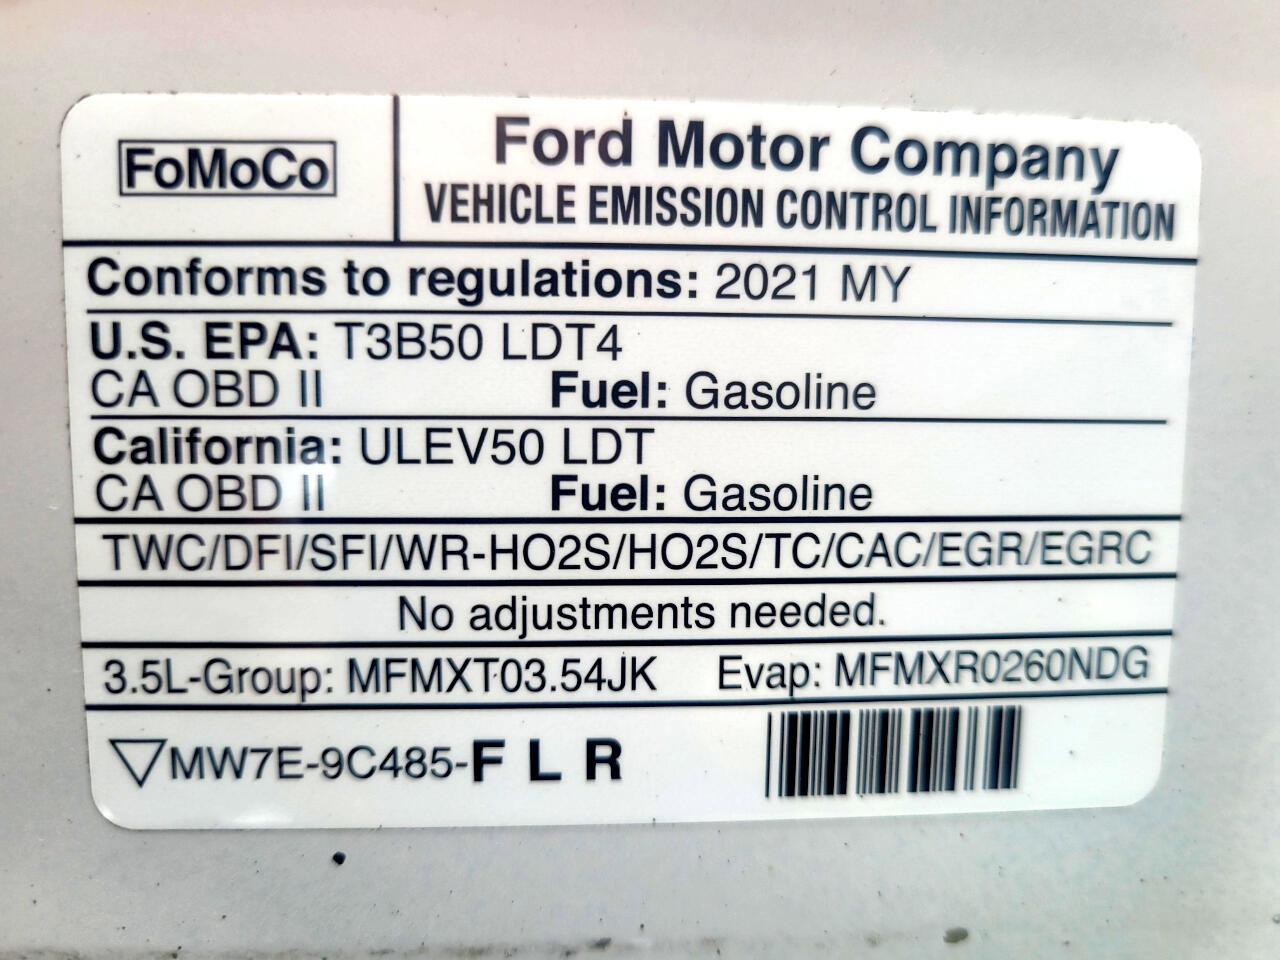 FoMoCo
Ford Motor Company
VEHICLE EMISSION CONTROL INFORMATION
Conforms to regulations: 2021 MY
U.S. EPA: T3B50 LDT4
CA OBD II Fuel: Gasoline
California: ULEV50 LDT
CA OBD II Fuel: Gasoline
TWC/DFI/SFI/WR-HO2S/HO2S/TC/CAC/EGR/EGRC
No adjustments needed.
3.5L-Group: MFMXT03.54JK Evap: MFMXR0260NDG
▽MW7E-9C485-F L R